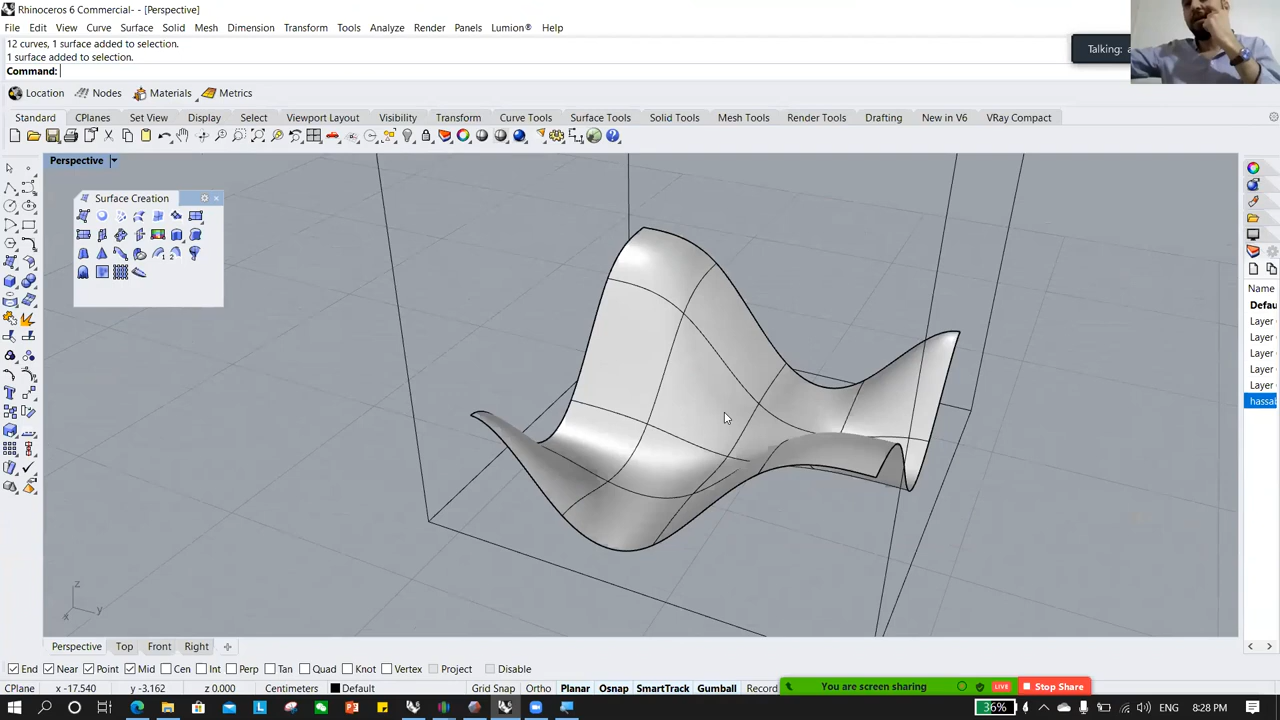 Rhinoceros 6 Commercial- - [Perspective]
File Edit View Curve Surface Solid Mesh Dimension Transform Tools Analyze Render Panels Lumion® Help
12 curves, 1 surface added to selection.
1 surface added to selection.
Command:
Talking:
Location Nodes Materials Metrics
Standard CPlanes Set View Display Select Viewport Layout Visibility Transform Curve Tools Surface Tools Solid Tools Mesh Tools Render Tools Drafting New in V6 VRay Compact
Perspective
Surface Creation
Name
Defau
Layer
Layer
Layer
Layer
Layer
hassab
z
y
x
Perspective Top Front Right
End Near Point Mid Cen Int Perp Tan Quad Knot Vertex Project Disable
CPlane x -17.540 y -3.162 z 0.000 Centimeters Default Grid Snap Ortho Planar Osnap SmartTrack Gumball Record
You are screen sharing LIVE Stop Share
36% ENG 8:28 PM